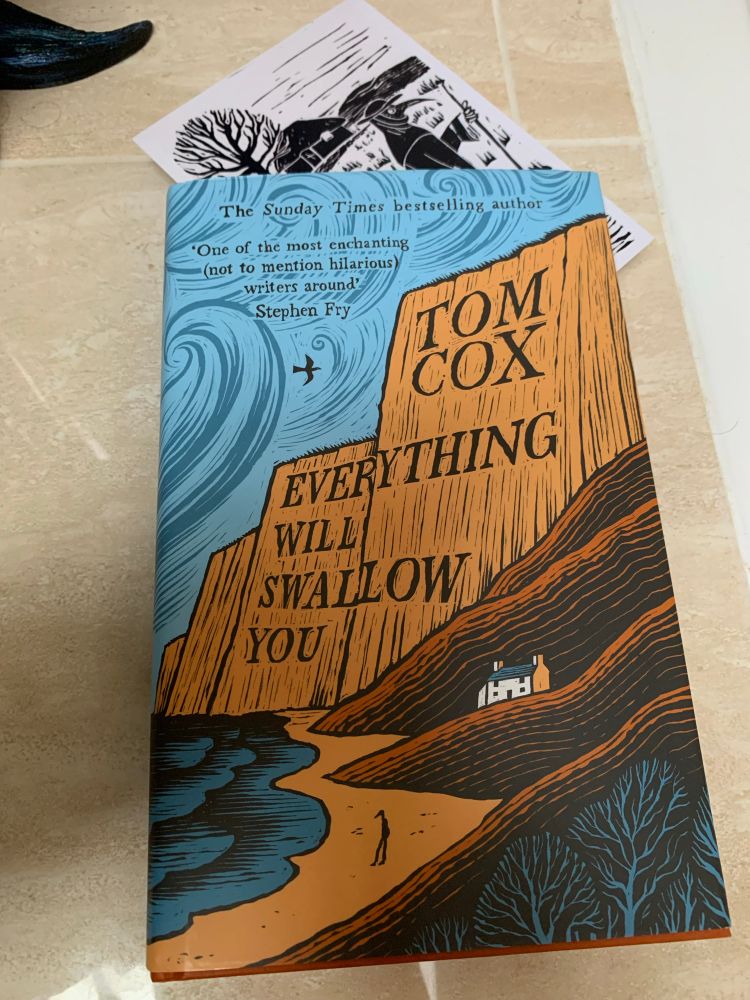 The Sunday Times bestselling author
'One of the most enchanting
(not to mention hilarious)
writers around'
Stephen Fry
TOM
COX
EVERYTHING
WILL
SWALLOW
YOU